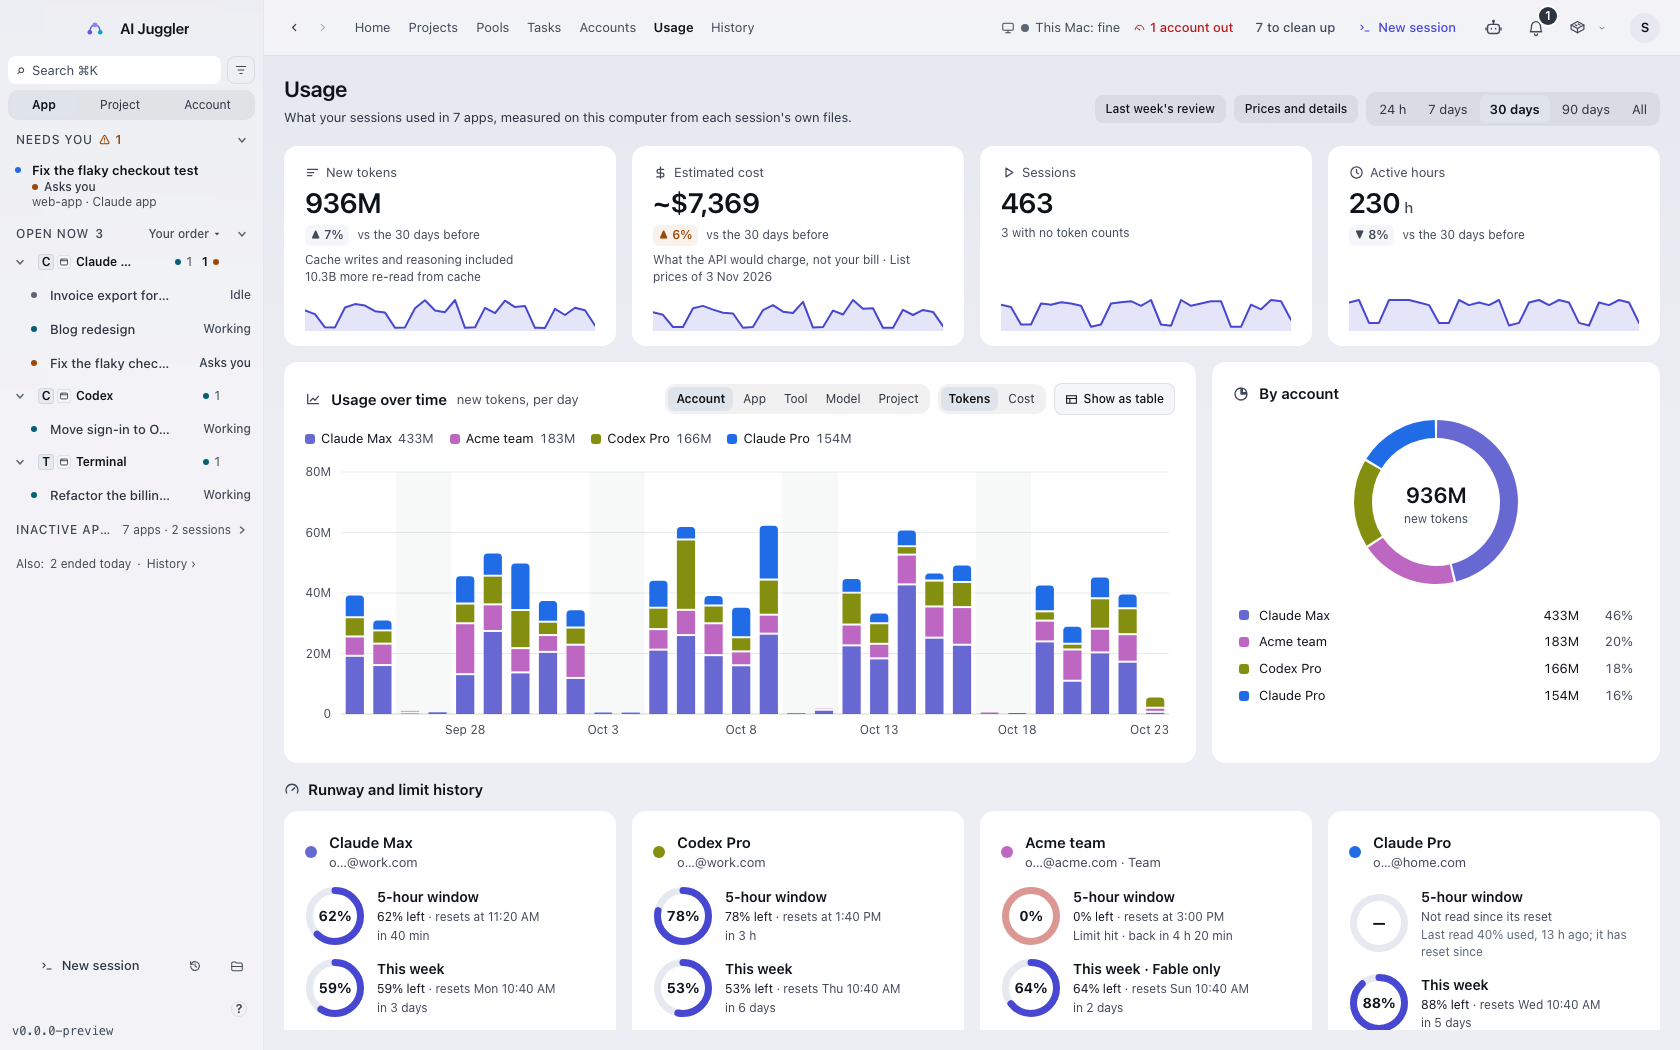 AI Juggler
Search ⌘K
App Project Account
NEEDS YOU 1
Fix the flaky checkout test
Asks you
web-app · Claude app
OPEN NOW 3 Your order
C Claude ... 1 1
Invoice export for... Idle
Blog redesign Working
Fix the flaky chec... Asks you
C Codex 1
Move sign-in to O... Working
T Terminal 1
Refactor the billin... Working
INACTIVE AP... 7 apps · 2 sessions
Also: 2 ended today · History ›
New session
?
v0.0.0-preview
Home Projects Pools Tasks Accounts Usage History
This Mac: fine 1 account out 7 to clean up New session 1 S
Usage
What your sessions used in 7 apps, measured on this computer from each session's own files.
Last week's review Prices and details 24 h 7 days 30 days 90 days All
New tokens
936M
▲ 7% vs the 30 days before
Cache writes and reasoning included
10.3B more re-read from cache
Estimated cost
~$7,369
▲ 6% vs the 30 days before
What the API would charge, not your bill · List
prices of 3 Nov 2026
Sessions
463
3 with no token counts
Active hours
230 h
▼ 8% vs the 30 days before
Usage over time new tokens, per day
Account App Tool Model Project Tokens Cost Show as table
Claude Max 433M Acme team 183M Codex Pro 166M Claude Pro 154M
80M
60M
40M
20M
0
Sep 28 Oct 3 Oct 8 Oct 13 Oct 18 Oct 23
By account
936M
new tokens
Claude Max 433M 46%
Acme team 183M 20%
Codex Pro 166M 18%
Claude Pro 154M 16%
Runway and limit history
Claude Max
o...@work.com
62%
5-hour window
62% left · resets at 11:20 AM
in 40 min
59%
This week
59% left · resets Mon 10:40 AM
in 3 days
Codex Pro
o...@work.com
78%
5-hour window
78% left · resets at 1:40 PM
in 3 h
53%
This week
53% left · resets Thu 10:40 AM
in 6 days
Acme team
o...@acme.com · Team
0%
5-hour window
0% left · resets at 3:00 PM
Limit hit · back in 4 h 20 min
64%
This week · Fable only
64% left · resets Sun 10:40 AM
in 2 days
Claude Pro
o...@home.com
–
5-hour window
Not read since its reset
Last read 40% used, 13 h ago; it has
reset since
88%
This week
88% left · resets Wed 10:40 AM
in 5 days